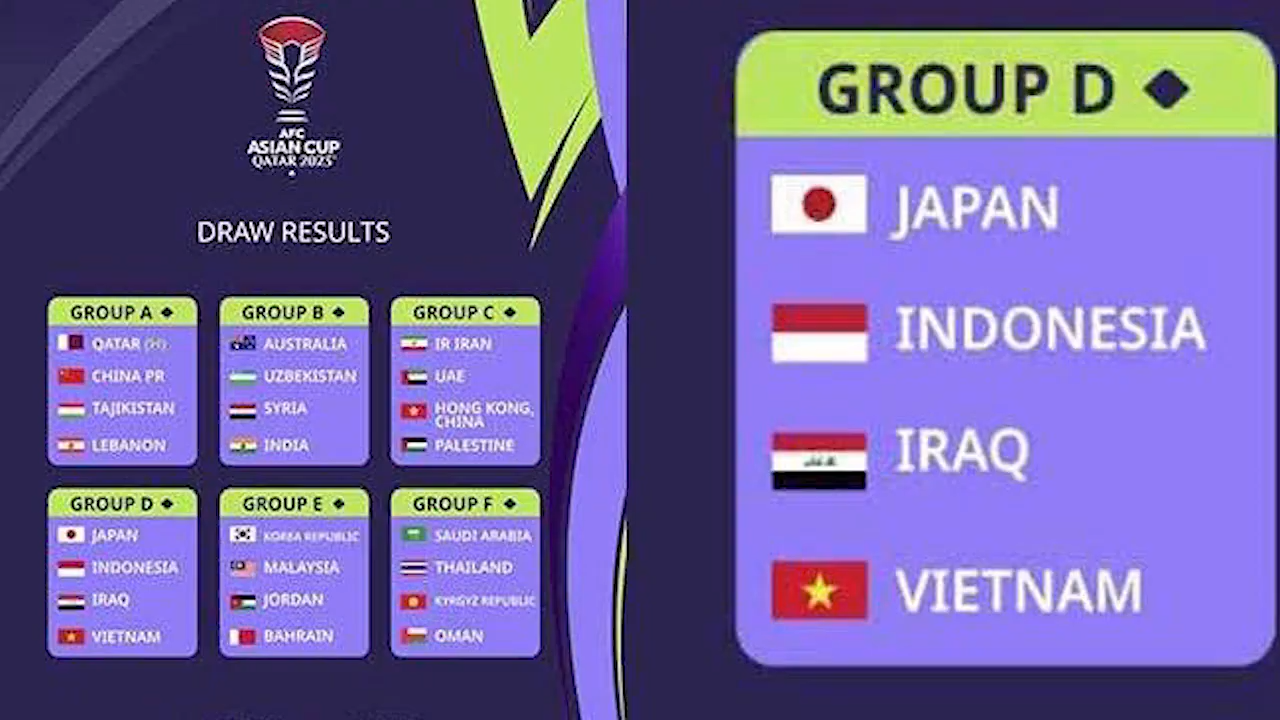 AFC
ASIAN CUP
QATAR 2023
DRAW RESULTS
GROUP A
QATAR (H)
CHINA PR
TAJIKISTAN
LEBANON
GROUP B
AUSTRALIA
UZBEKISTAN
SYRIA
INDIA
GROUP C
IR IRAN
UAE
HONG KONG,
CHINA
PALESTINE
GROUP D
JAPAN
INDONESIA
IRAQ
VIETNAM
GROUP E
KOREA REPUBLIC
MALAYSIA
JORDAN
BAHRAIN
GROUP F
SAUDI ARABIA
THAILAND
KYRGYZ REPUBLIC
OMAN
GROUP D
JAPAN
INDONESIA
IRAQ
VIETNAM